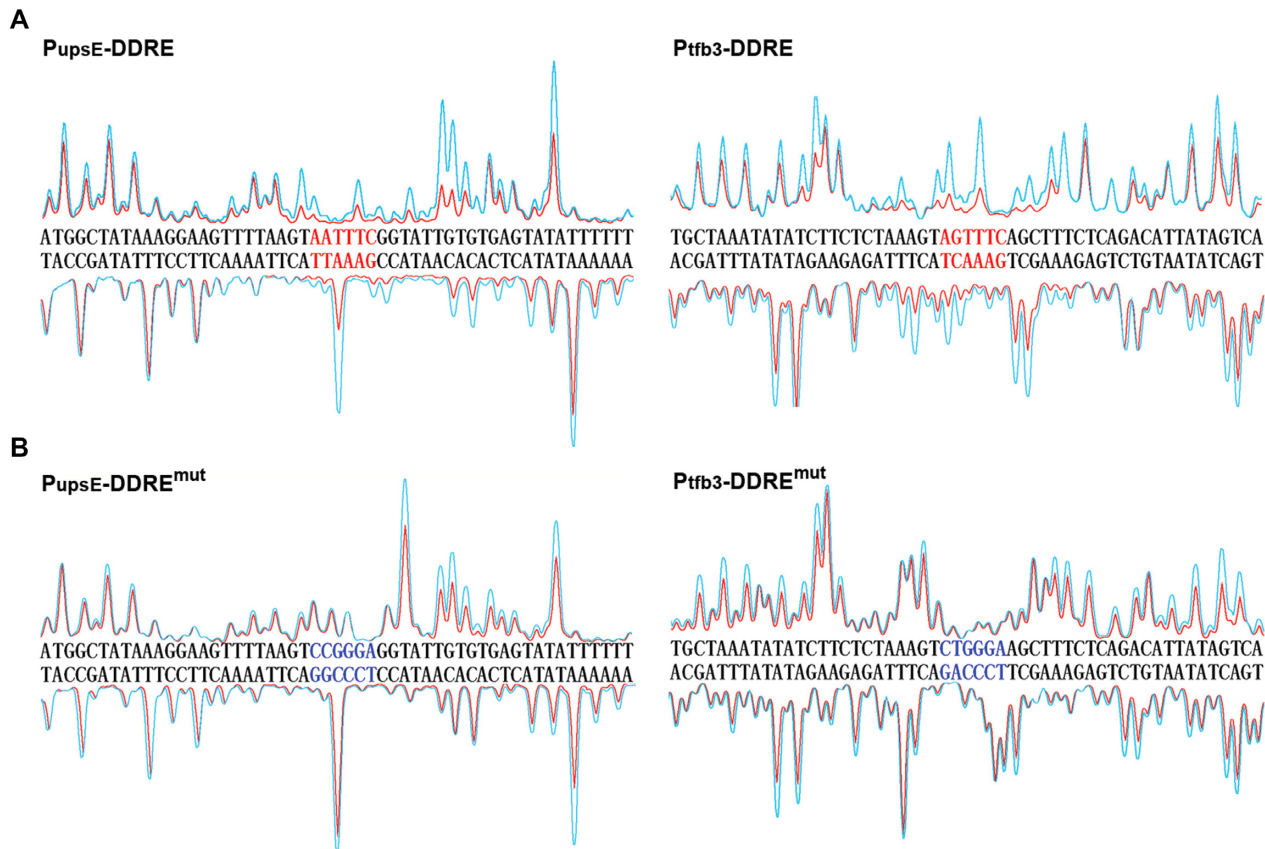 A
PupsE-DDRE
Ptfb3-DDRE
ATGGCTATAAAGGAAGTTTTAAGTAATTTCGGTATTGTGTGAGTATATTTTTT
TACCGATATTTCCTTCAAAATTCATTAAAGCCATAACACACTCATATAAAAAA
TGCTAAATATATCTTCTCTAAAGTAGTTTCAGCTTTCTCAGACATTATAGTCA
ACGATTTATATAGAAGAGATTTCATCAAAGTCGAAAGAGTCTGTAATATCAGT
B
PupsE-DDREmut
Ptfb3-DDREmut
ATGGCTATAAAGGAAGTTTTAAGTCCGGGAGGTATTGTGTGAGTATATTTTTT
TACCGATATTTCCTTCAAAATTCAGGCCCTCCATAACACACTCATATAAAAAA
TGCTAAATATATCTTCTCTAAAGTCTGGGAAGCTTTCTCAGACATTATAGTCA
ACGATTTATATAGAAGAGATTTCAGACCCTTCGAAAGAGTCTGTAATATCAGT